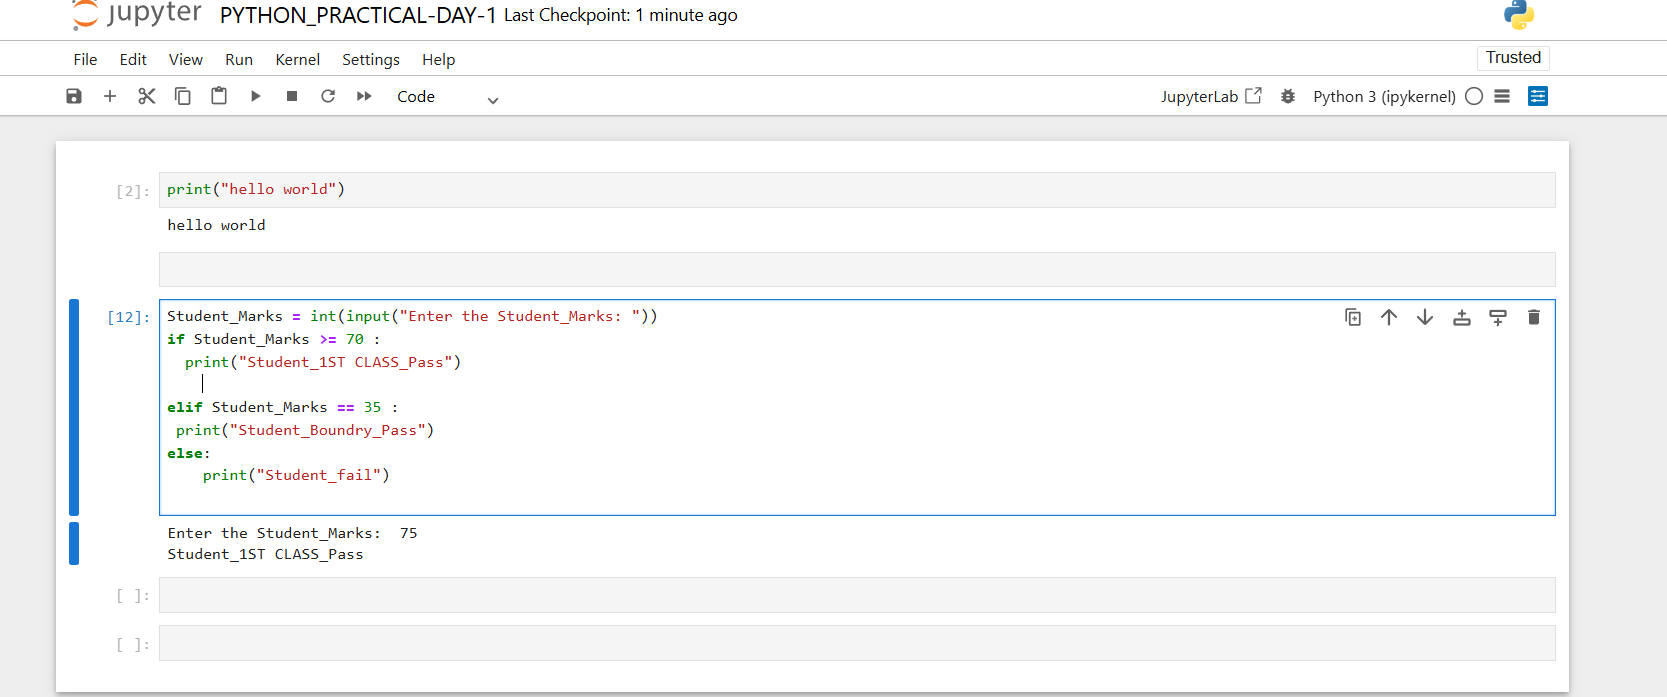 jupyter PYTHON_PRACTICAL-DAY-1 Last Checkpoint: 1 minute ago
File Edit View Run Kernel Settings Help Trusted
Code JupyterLab Python 3 (ipykernel)
[2]: print("hello world")
hello world
[12]: Student_Marks = int(input("Enter the Student_Marks: "))
if Student_Marks >= 70 :
print("Student_1ST CLASS_Pass")
elif Student_Marks == 35 :
print("Student_Boundry_Pass")
else:
print("Student_fail")
Enter the Student_Marks: 75
Student_1ST CLASS_Pass
[ ]:
[ ]: